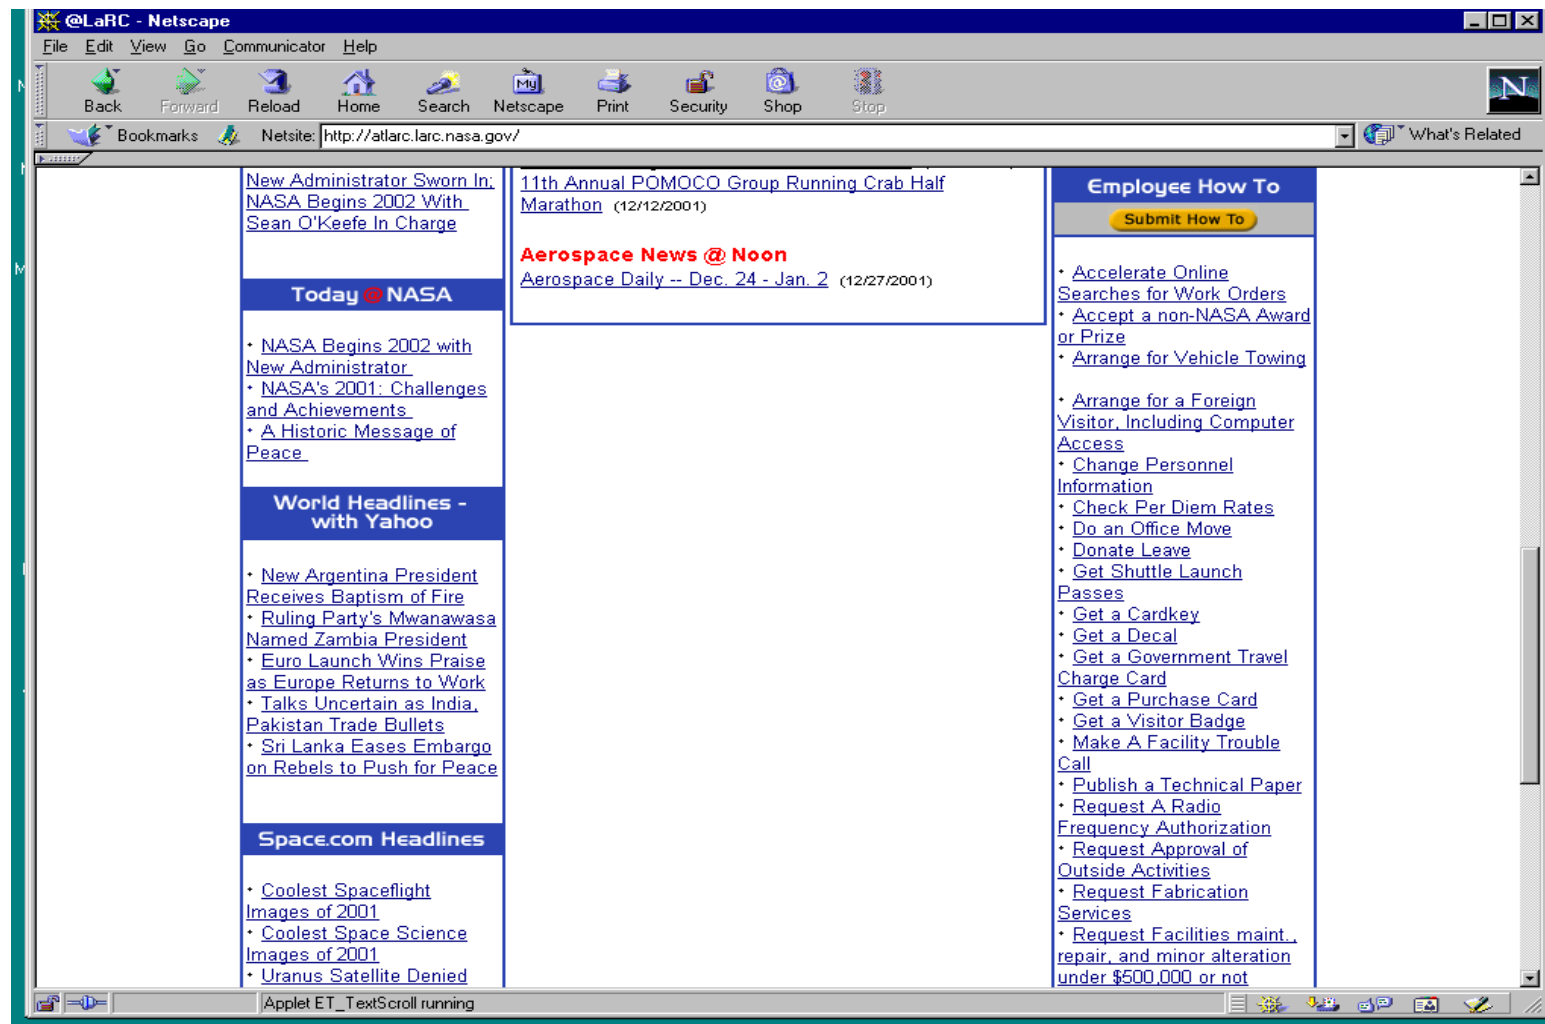 @LaRC - Netscape
File Edit View Go Communicator Help
Back Forward Reload Home Search Netscape Print Security Shop Stop
My
N
Bookmarks Netsite: http://atlarc.larc.nasa.gov/ What's Related
New Administrator Sworn In;
NASA Begins 2002 With
Sean O'Keefe In Charge
Today @ NASA
· NASA Begins 2002 with
New Administrator
· NASA's 2001: Challenges
and Achievements
· A Historic Message of
Peace
World Headlines -
with Yahoo
· New Argentina President
Receives Baptism of Fire
· Ruling Party's Mwanawasa
Named Zambia President
· Euro Launch Wins Praise
as Europe Returns to Work
· Talks Uncertain as India,
Pakistan Trade Bullets
· Sri Lanka Eases Embargo
on Rebels to Push for Peace
Space.com Headlines
· Coolest Spaceflight
Images of 2001
· Coolest Space Science
Images of 2001
· Uranus Satellite Denied
11th Annual POMOCO Group Running Crab Half
Marathon (12/12/2001)
Aerospace News @ Noon
Aerospace Daily -- Dec. 24 - Jan. 2 (12/27/2001)
Employee How To
Submit How To
· Accelerate Online
Searches for Work Orders
· Accept a non-NASA Award
or Prize
· Arrange for Vehicle Towing
· Arrange for a Foreign
Visitor, Including Computer
Access
· Change Personnel
Information
· Check Per Diem Rates
· Do an Office Move
· Donate Leave
· Get Shuttle Launch
Passes
· Get a Cardkey
· Get a Decal
· Get a Government Travel
Charge Card
· Get a Purchase Card
· Get a Visitor Badge
· Make A Facility Trouble
Call
· Publish a Technical Paper
· Request A Radio
Frequency Authorization
· Request Approval of
Outside Activities
· Request Fabrication
Services
· Request Facilities maint.,
repair, and minor alteration
under $500,000 or not
Applet ET_TextScroll running